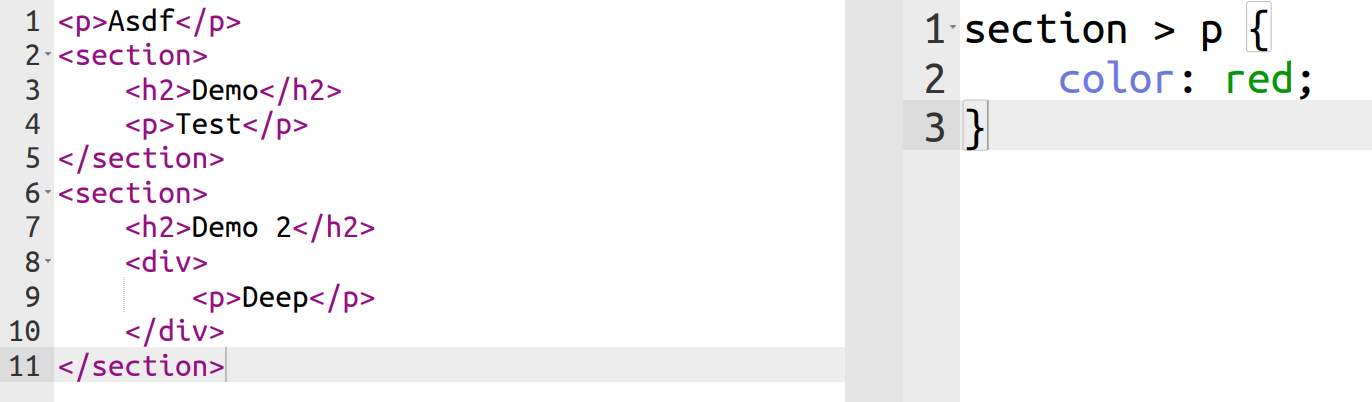 1 <p>Asdf</p>
2 <section>
3 <h2>Demo</h2>
4 <p>Test</p>
5 </section>
6 <section>
7 <h2>Demo 2</h2>
8 <div>
9 <p>Deep</p>
10 </div>
11 </section>
1 section > p {
2 color: red;
3 }